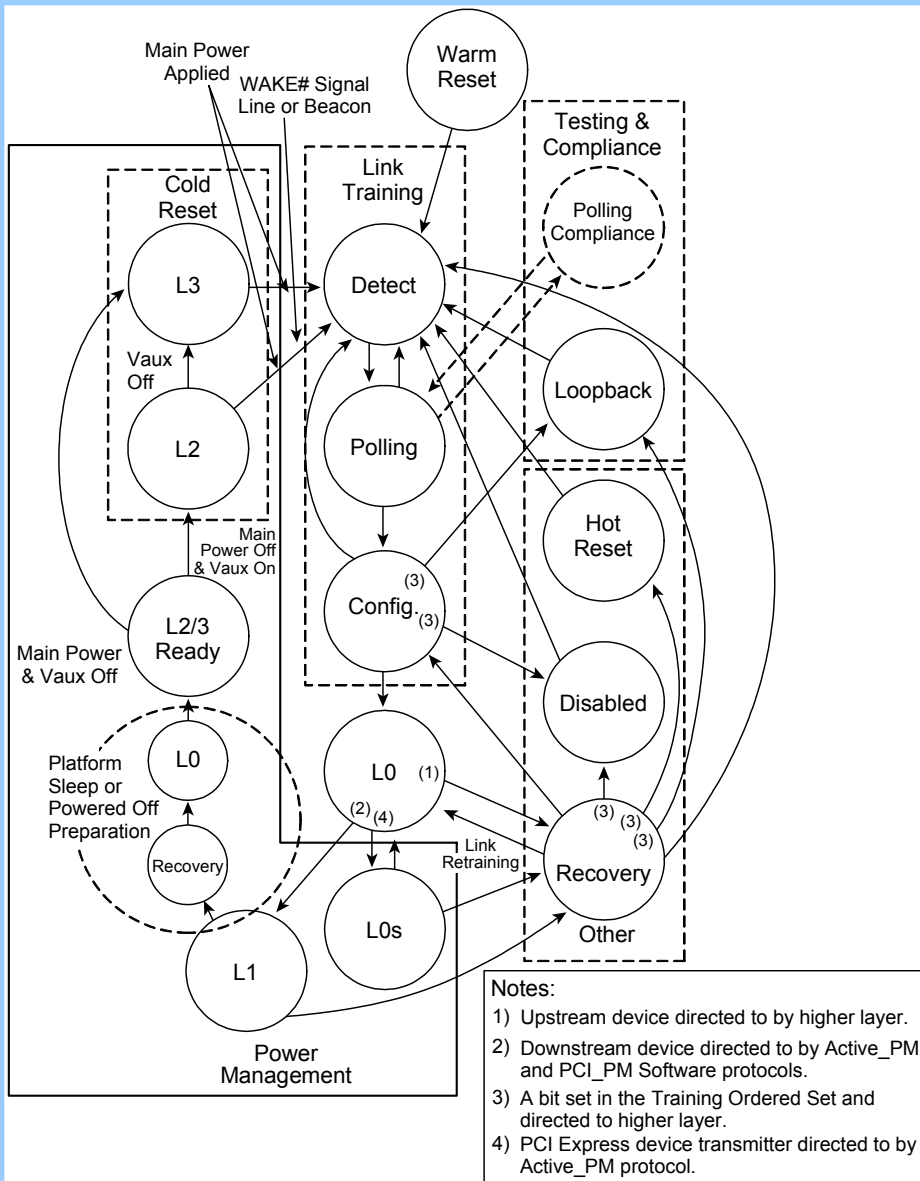 Main Power
Applied
WAKE# Signal
Line or Beacon
Warm
Reset
Testing &
Compliance
Polling
Compliance
Loopback
Link
Training
Detect
Polling
Config.
(3)
(3)
Cold
Reset
L3
Vaux
Off
L2
Main
Power Off
& Vaux On
L2/3
Ready
Main Power
& Vaux Off
Platform
Sleep or
Powered Off
Preparation
L0
Recovery
L1
L0
(1)
(2)
(4)
L0s
Link
Retraining
Power
Management
Hot
Reset
Disabled
(3)
(3)
(3)
Recovery
Other
Notes:
1) Upstream device directed to by higher layer.
2) Downstream device directed to by Active_PM
and PCI_PM Software protocols.
3) A bit set in the Training Ordered Set and
directed to higher layer.
4) PCI Express device transmitter directed to by
Active_PM protocol.